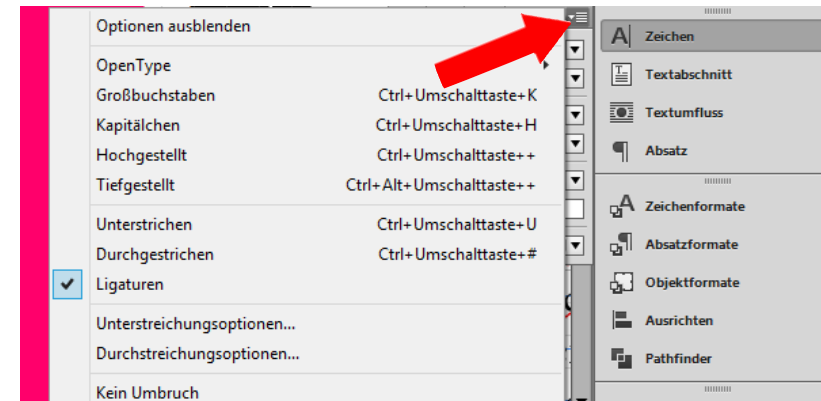 Optionen ausblenden
OpenType
Großbuchstaben Ctrl+Umschalttaste+K
Kapitälchen Ctrl+Umschalttaste+H
Hochgestellt Ctrl+Umschalttaste++
Tiefgestellt Ctrl+Alt+Umschalttaste++
Unterstrichen Ctrl+Umschalttaste+U
Durchgestrichen Ctrl+Umschalttaste+#
Ligaturen
Unterstreichungsoptionen...
Durchstreichungsoptionen...
Kein Umbruch
Zeichen
Textabschnitt
Textumfluss
Absatz
Zeichenformate
Absatzformate
Objektformate
Ausrichten
Pathfinder